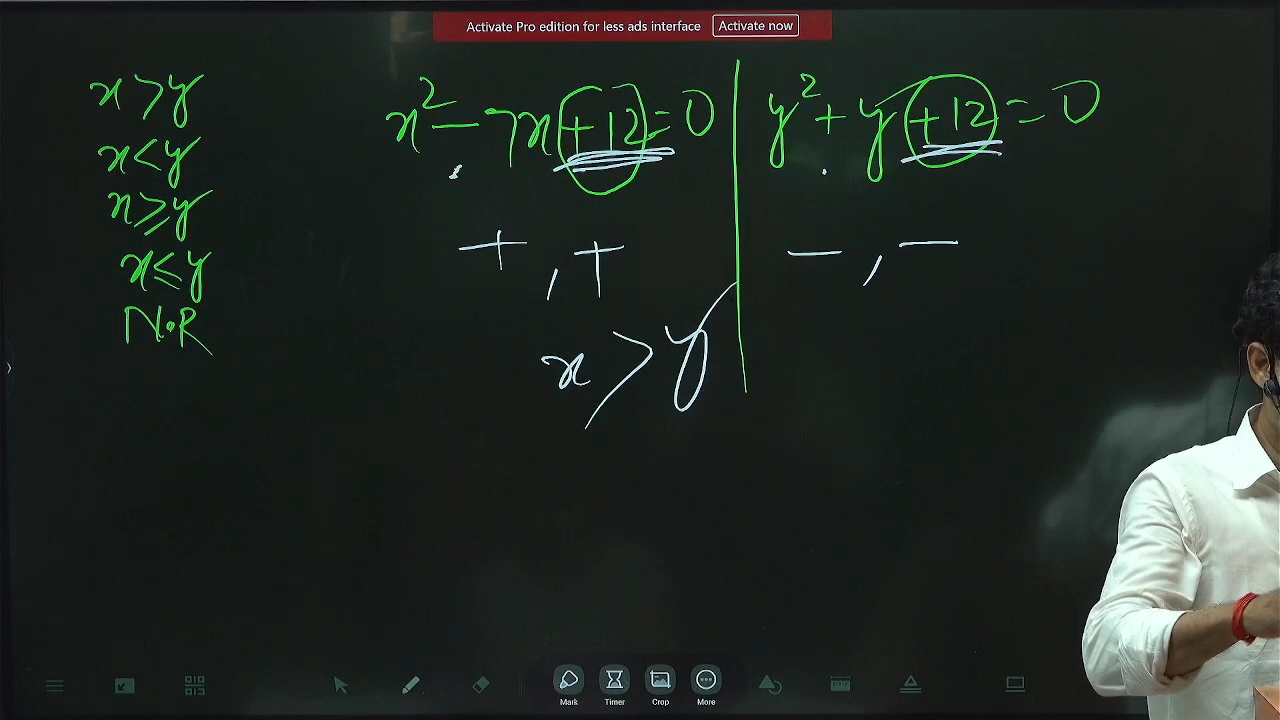 Activate Pro edition for less ads interface Activate now
x > y
x < y
x ≥ y
x ≤ y
N.R
x² - 7x + 12 = 0
y² + y + 12 = 0
+ , +
- , -
x > y
Mark Timer Crop More